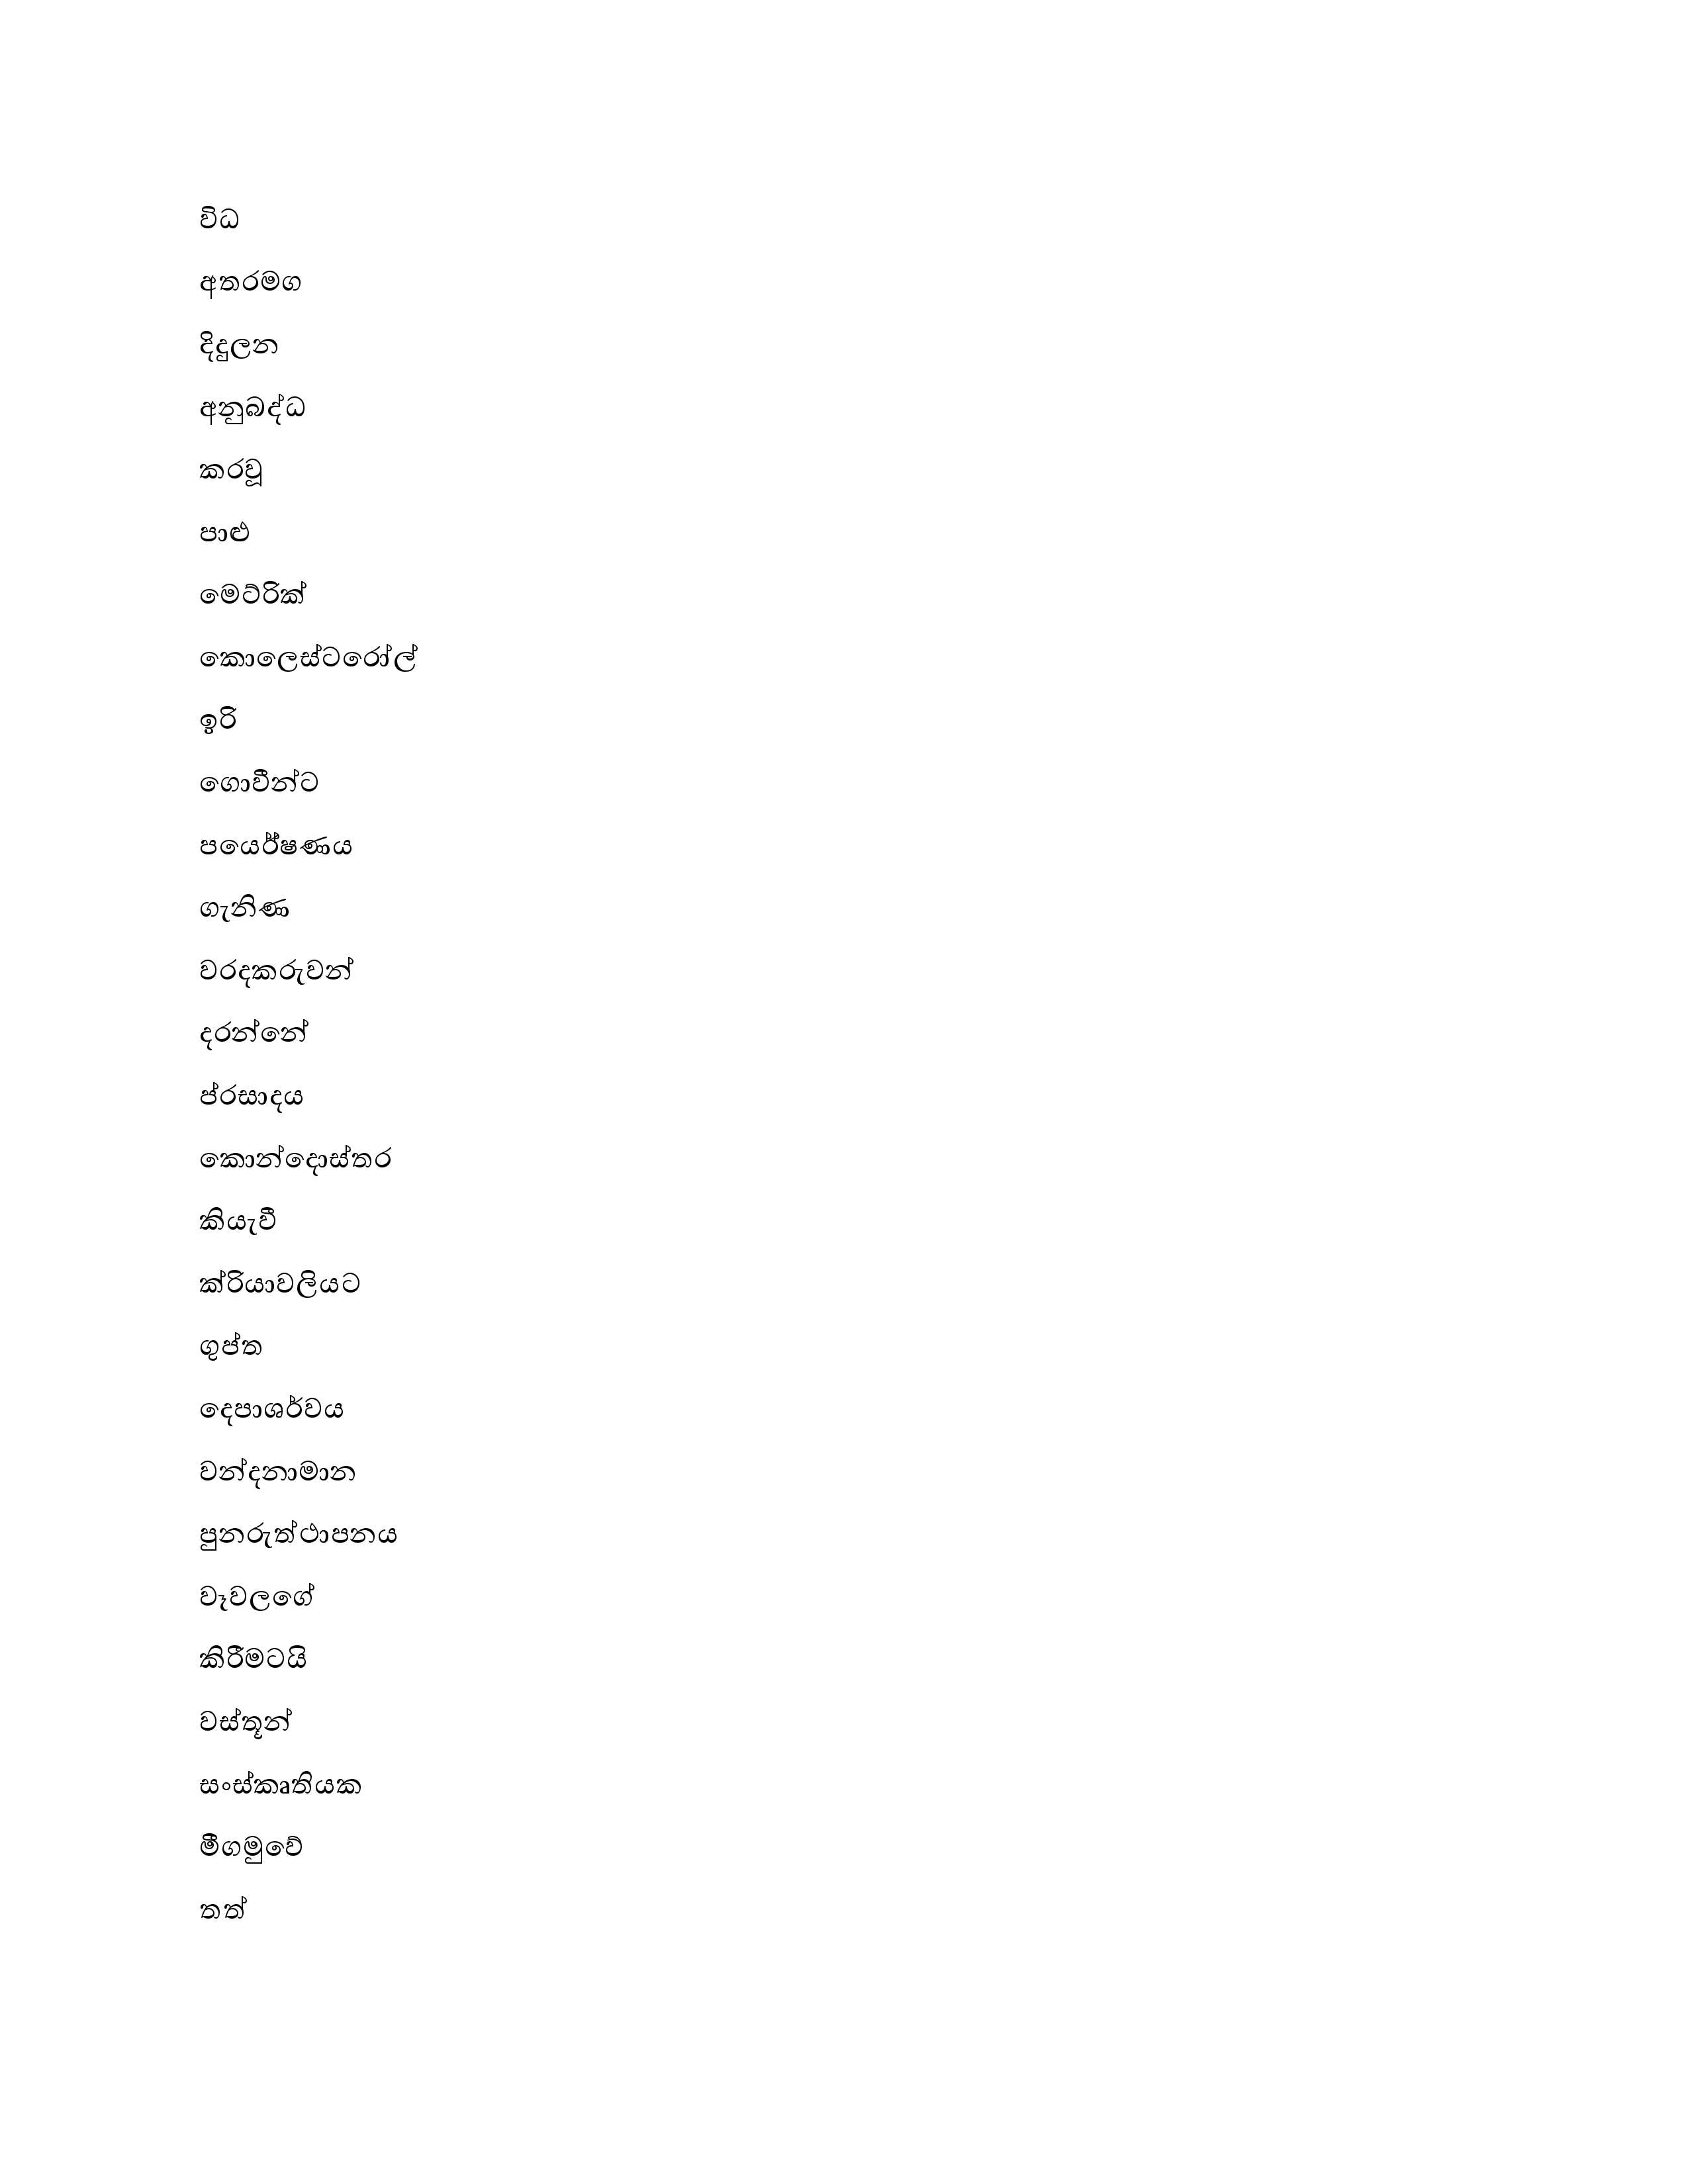 විධ
අතරමග
දිදුලන
අනුබද්ධ
කරවූ
පාළු
මෙට්රික්
කොලෙස්ටරෝල්
ඉරි
ගොවීන්ට
පයෙර්ෂණය
ගැනිණ
වරදකරුවන්
දරන්නේ
ප්රසාදය
කොන්දොස්තර
කියැවී
ක්රියාවලියට
ගුප්ත
දෙපාශර්වය
වන්දනාමාන
පුනරුත්ථාපනය
වෑවලගේ
කිරීමටයි
වස්තූන්
සංස්කෘතියක
මීගමුවේ
තත්